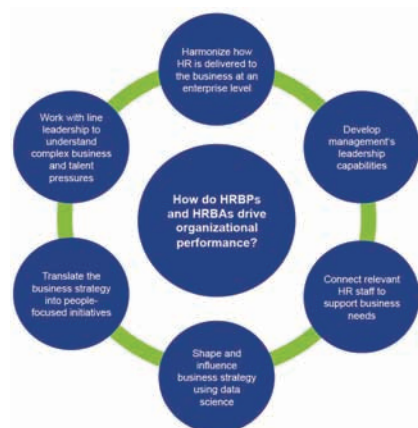 Harmonize how
HR is delivered to
the business at an
enterprise level
Work with line
leadership to
understand
complex business
and talent
pressures
Develop
management's
leadership
capabilities
How do HRBPs
and HRBAs drive
organizational
performance?
Translate the
business strategy
into people-
focused initiatives
Connect relevant
HR staff to
support business
needs
Shape and
influence
business strategy
using data
science